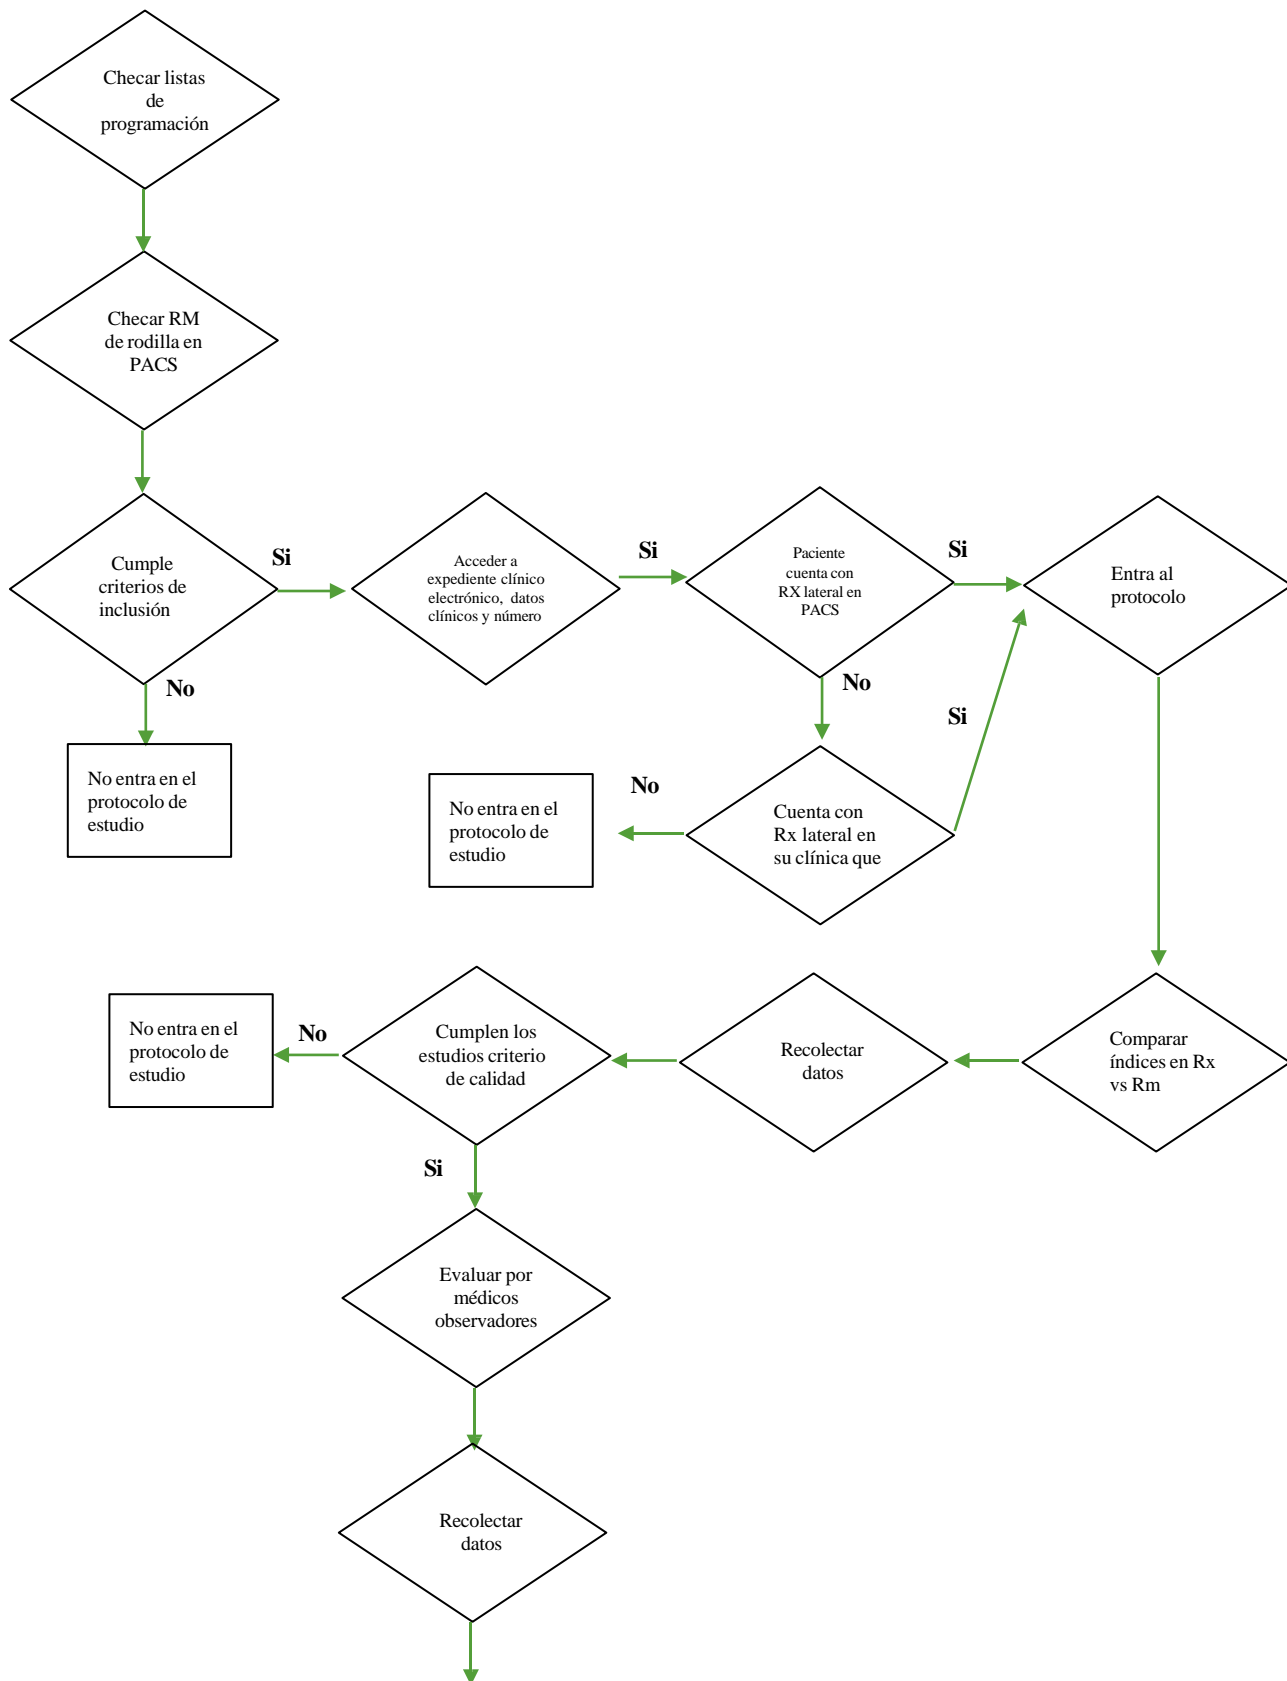 Checar listas
de
programación
Checar RM
de rodilla en
PACS
Cumple
criterios de
inclusión
Si
Acceder a
expediente clínico
electrónico, datos
clínicos y número
Si
Paciente
cuenta con
RX lateral en
PACS
Si
Entra al
protocolo
No
No entra en el
protocolo de
estudio
No
Si
Cuenta con
Rx lateral en
su clínica que
No
No entra en el
protocolo de
estudio
Comparar
índices en Rx
vs Rm
Recolectar
datos
Cumplen los
estudios criterio
de calidad
No
No entra en el
protocolo de
estudio
Si
Evaluar por
médicos
observadores
Recolectar
datos